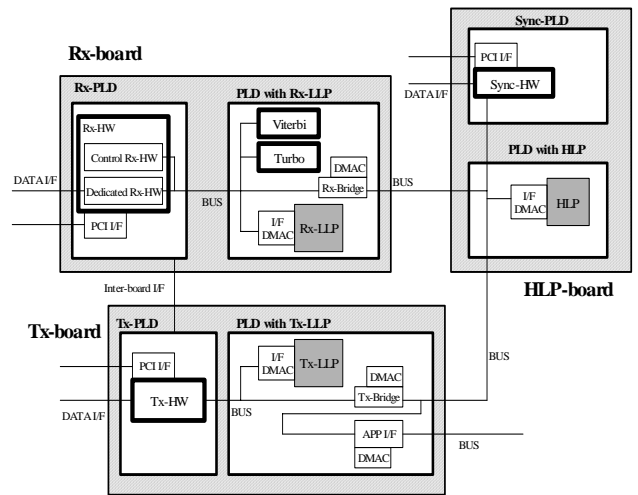 Rx-board
Rx-PLD
PLD with Rx-LLP
Rx-HW
Control Rx-HW
Dedicated Rx-HW
PCI I/F
DATA I/F
BUS
Viterbi
Turbo
DMAC
Rx-Bridge
I/F
DMAC
Rx-LLP
BUS
Sync-PLD
PCI I/F
Sync-HW
DATA I/F
PLD with HLP
I/F
DMAC
HLP
HLP-board
Inter-board I/F
Tx-board
Tx-PLD
PLD with Tx-LLP
PCI I/F
Tx-HW
DATA I/F
BUS
I/F
DMAC
Tx-LLP
DMAC
Tx-Bridge
APP I/F
DMAC
BUS
BUS